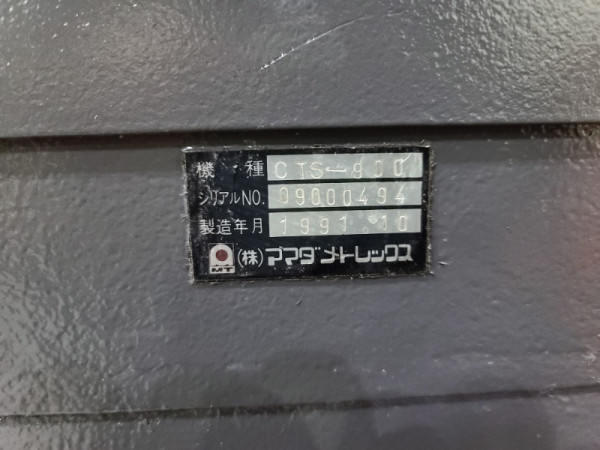 機種 CTS-900
シリアルNO. 09000494
製造年月 1991.10
MT (株)アマダメトレックス